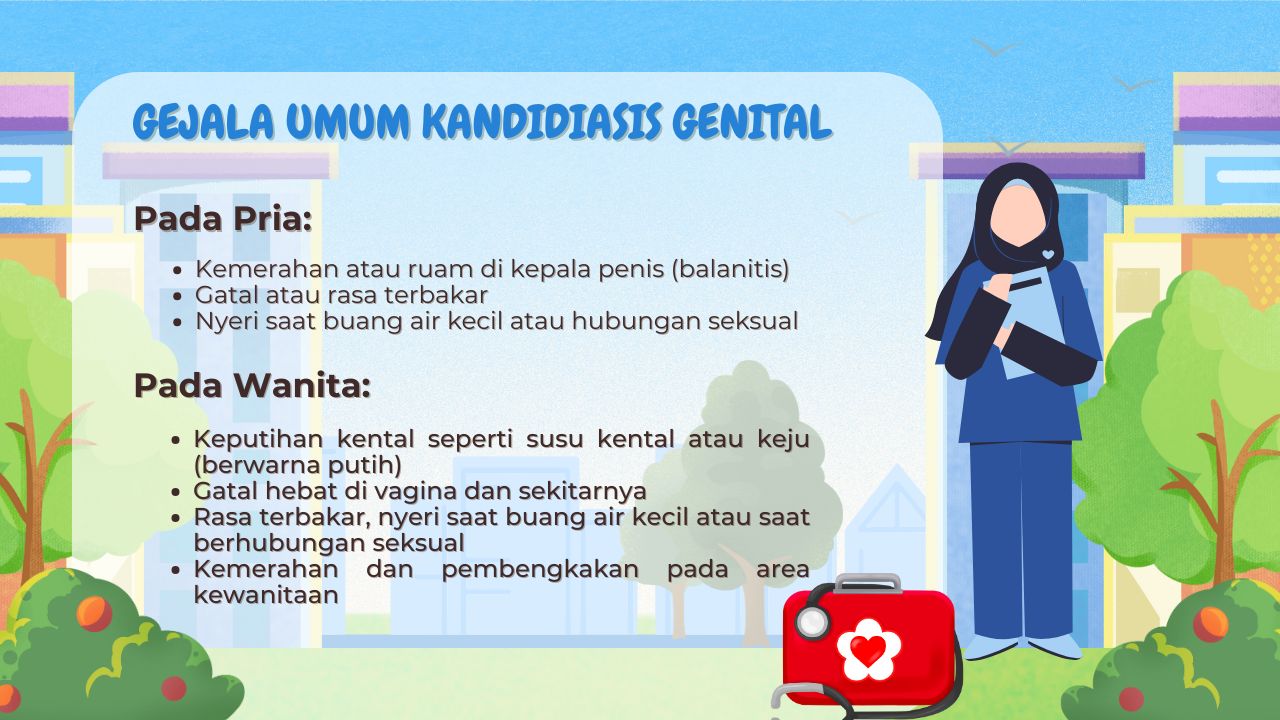 GEJALA UMUM KANDIDIASIS GENITAL
Pada Pria:
• Kemerahan atau ruam di kepala penis (balanitis)
• Gatal atau rasa terbakar
• Nyeri saat buang air kecil atau hubungan seksual
Pada Wanita:
• Keputihan kental seperti susu kental atau keju
(berwarna putih)
• Gatal hebat di vagina dan sekitarnya
• Rasa terbakar, nyeri saat buang air kecil atau saat
berhubungan seksual
• Kemerahan dan pembengkakan pada area
kewanitaan